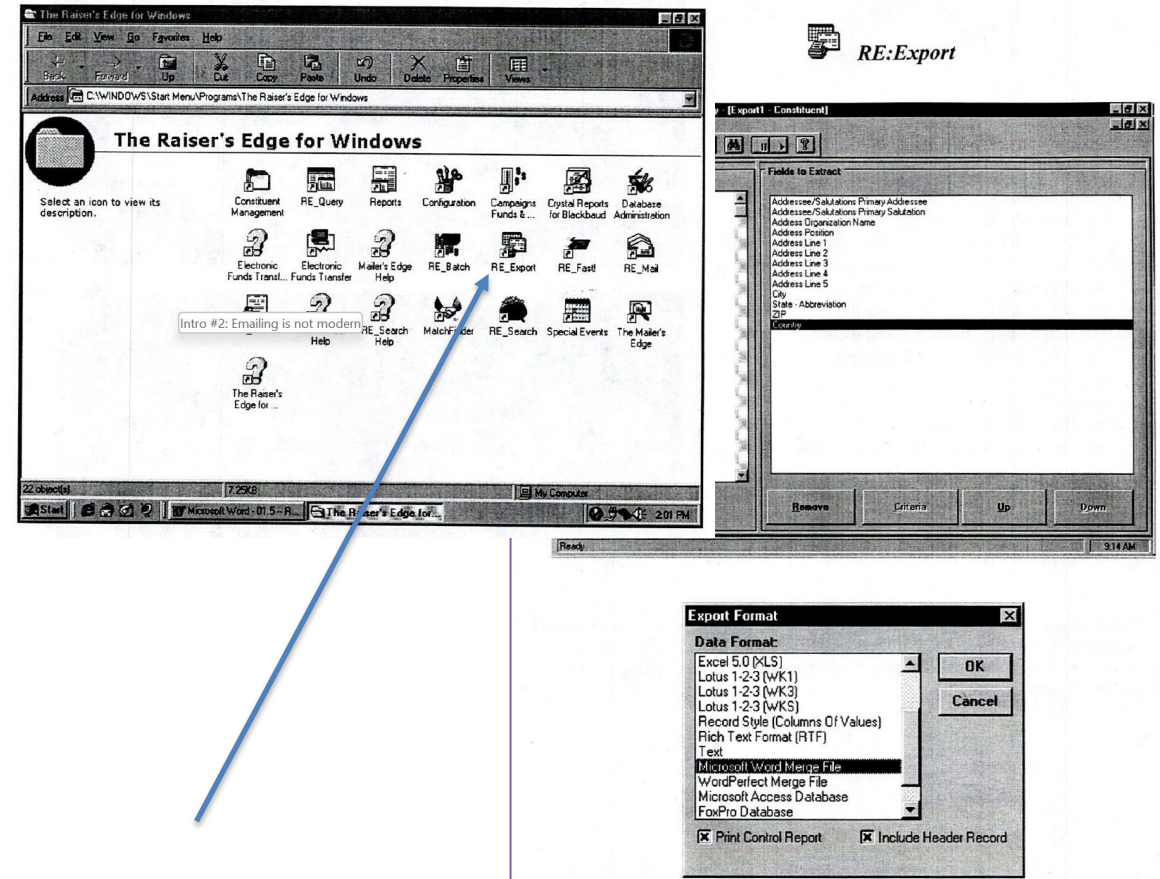 The Raiser's Edge for Windows
File Edit View Go Favorites Help
Back Forward Up Cut Copy Paste Undo Delete Properties Views
Address C:\WINDOWS\Start Menu\Programs\The Raiser's Edge for Windows
The Raiser's Edge for Windows
Select an icon to view its
description.
Constituent
Management
RE_Query
Reports
Configuration
Campaigns
Funds & ...
Crystal Reports
for Blackbaud
Database
Administration
Electronic
Funds Transf...
Electronic
Funds Transfer
Mailer's Edge
Help
RE_Batch
RE_Export
RE_Fast!
RE_Mail
Intro #2: Emailing is not modern
Help
RE_Search
Help
MatchFinder
RE_Search
Special Events
The Mailer's
Edge
The Raiser's
Edge for ...
22 object(s)
7.25KB
My Computer
Start
Microsoft Word - 01.5 ~ R...
The Raiser's Edge for...
2:01 PM
RE:Export
y - [Export1 - Constituent]
Fields to Extract
Addressee/Salutations Primary Addressee
Addressee/Salutations Primary Salutation
Address Organization Name
Address Position
Address Line 1
Address Line 2
Address Line 3
Address Line 4
Address Line 5
City
State - Abbreviation
ZIP
Country
Remove
Criteria
Up
Down
Ready
9:14 AM
Export Format
Data Format:
Excel 5.0 (XLS)
Lotus 1-2-3 (WK1)
Lotus 1-2-3 (WK3)
Lotus 1-2-3 (WKS)
Record Style (Columns Of Values)
Rich Text Format (RTF)
Text
Microsoft Word Merge File
WordPerfect Merge File
Microsoft Access Database
FoxPro Database
OK
Cancel
Print Control Report
Include Header Record